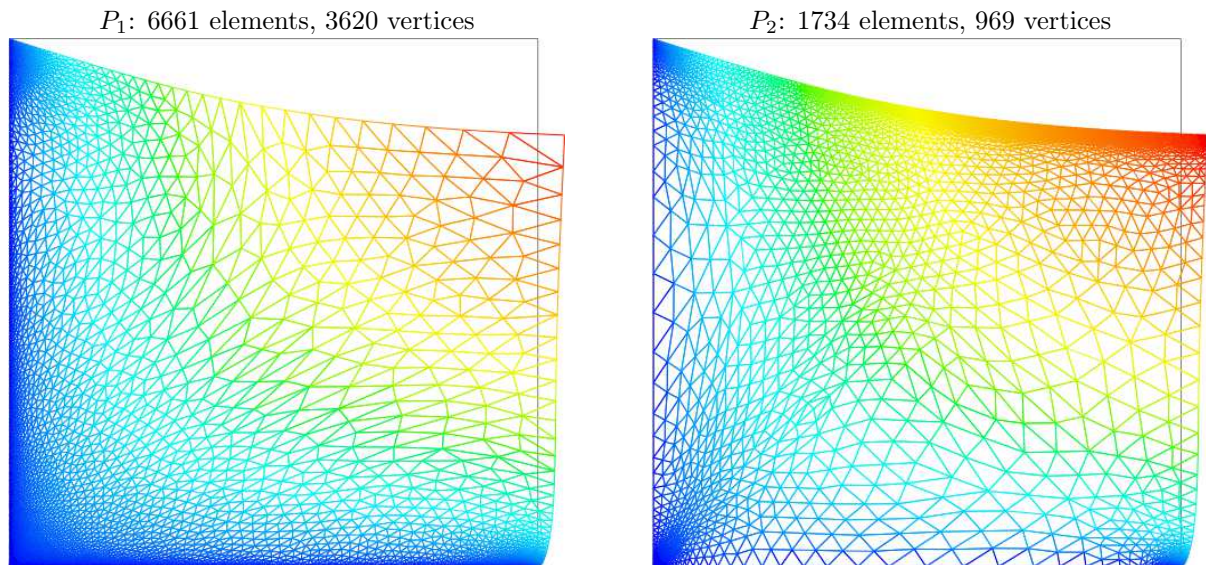 P₁: 6661 elements, 3620 vertices
P₂: 1734 elements, 969 vertices